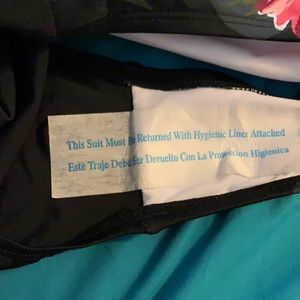 This Suit Must Be Returned With Hygienic Liner Attached
Este Traje Debe Ser Devuelto Con La Proteccion Higienica